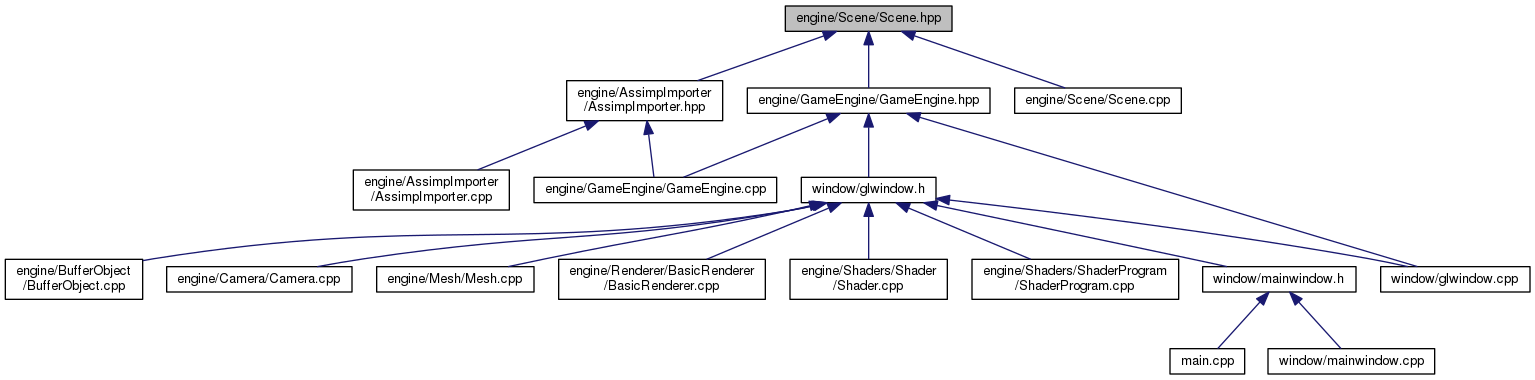 engine/Scene/Scene.hpp
engine/AssimpImporter
/AssimpImporter.hpp
engine/GameEngine/GameEngine.hpp
engine/Scene/Scene.cpp
engine/AssimpImporter
/AssimpImporter.cpp
engine/GameEngine/GameEngine.cpp
window/glwindow.h
engine/BufferObject
/BufferObject.cpp
engine/Camera/Camera.cpp
engine/Mesh/Mesh.cpp
engine/Renderer/BasicRenderer
/BasicRenderer.cpp
engine/Shaders/Shader
/Shader.cpp
engine/Shaders/ShaderProgram
/ShaderProgram.cpp
window/mainwindow.h
window/glwindow.cpp
main.cpp
window/mainwindow.cpp